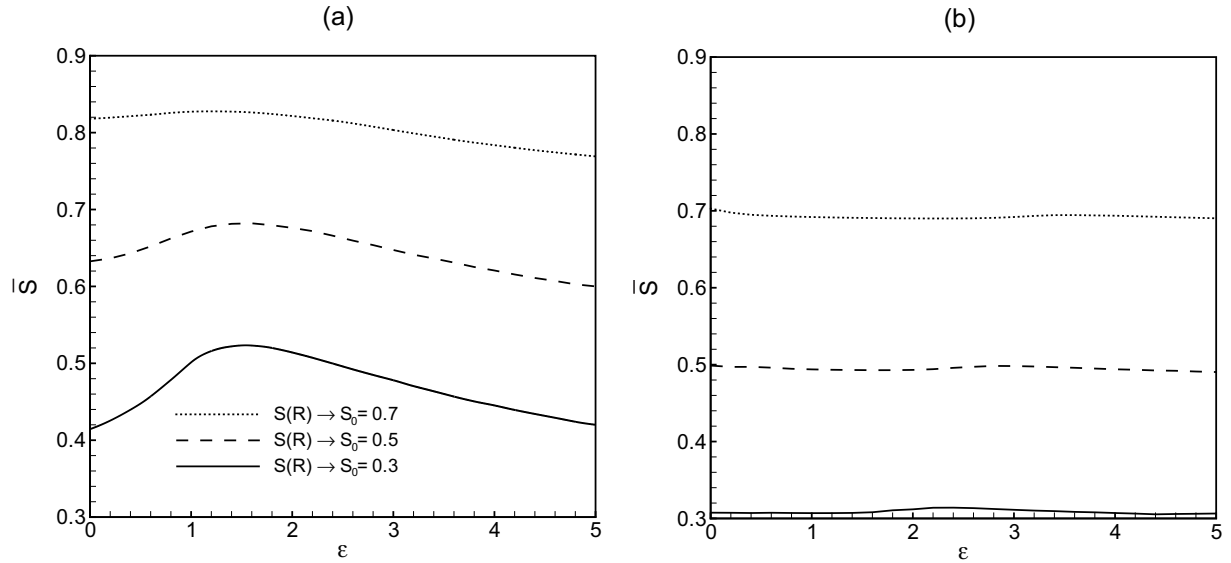 (a)
0.9
0.8
0.7
0.6
0.5
0.4
0.3
S̅
0 1 2 3 4 5
ε
S(R) → S₀ = 0.7
S(R) → S₀ = 0.5
S(R) → S₀ = 0.3
(b)
0.9
0.8
0.7
0.6
0.5
0.4
0.3
S̅
0 1 2 3 4 5
ε